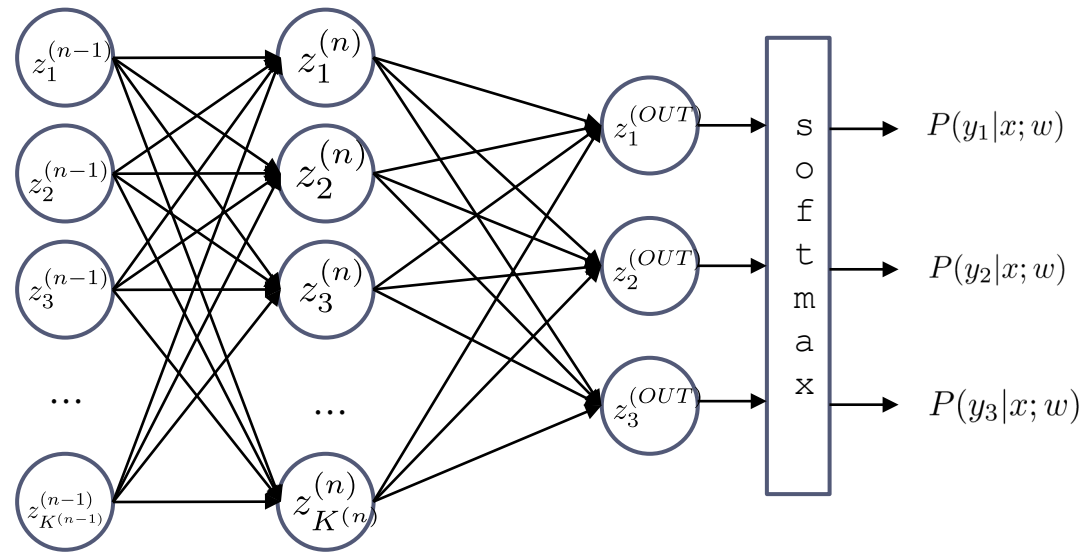 z_1^{(n-1)}
z_2^{(n-1)}
z_3^{(n-1)}
...
z_{K^{(n-1)}}^{(n-1)}
z_1^{(n)}
z_2^{(n)}
z_3^{(n)}
...
z_{K^{(n)}}^{(n)}
z_1^{(OUT)}
z_2^{(OUT)}
z_3^{(OUT)}
softmax
P(y_1|x;w)
P(y_2|x;w)
P(y_3|x;w)